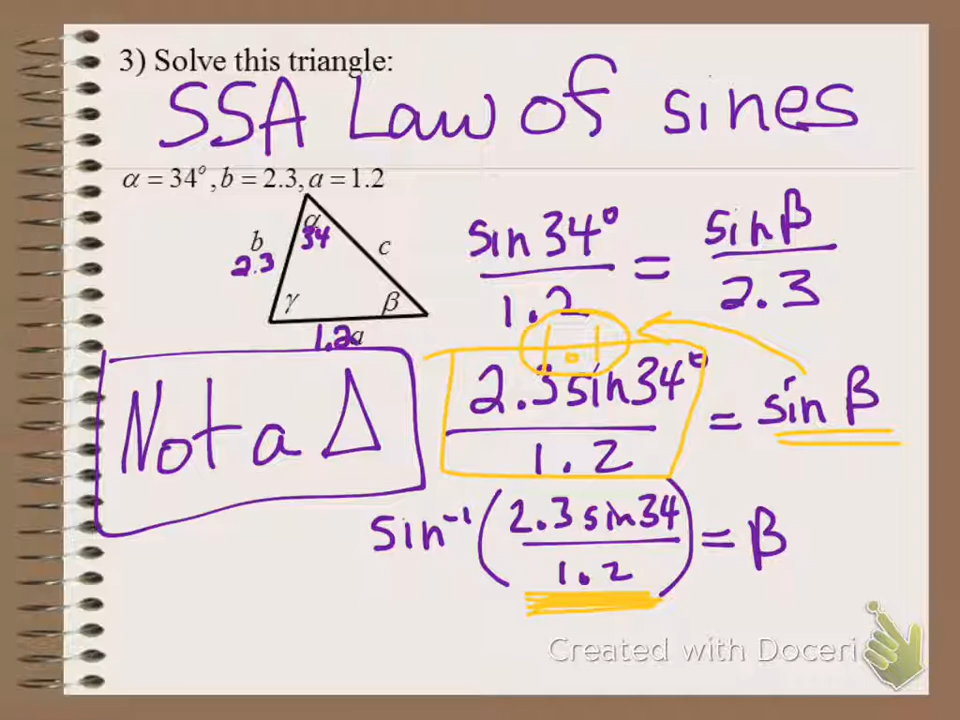 3) Solve this triangle:
SSA Law of sines
α = 34°, b = 2.3, a = 1.2
α
34
b
2.3
c
γ
β
1.2 a
sin 34° / 1.2 = sin β / 2.3
1.1
2.3 sin 34° / 1.2 = sin β
Not a Δ
sin⁻¹ (2.3 sin 34 / 1.2) = β
Created with Doceri